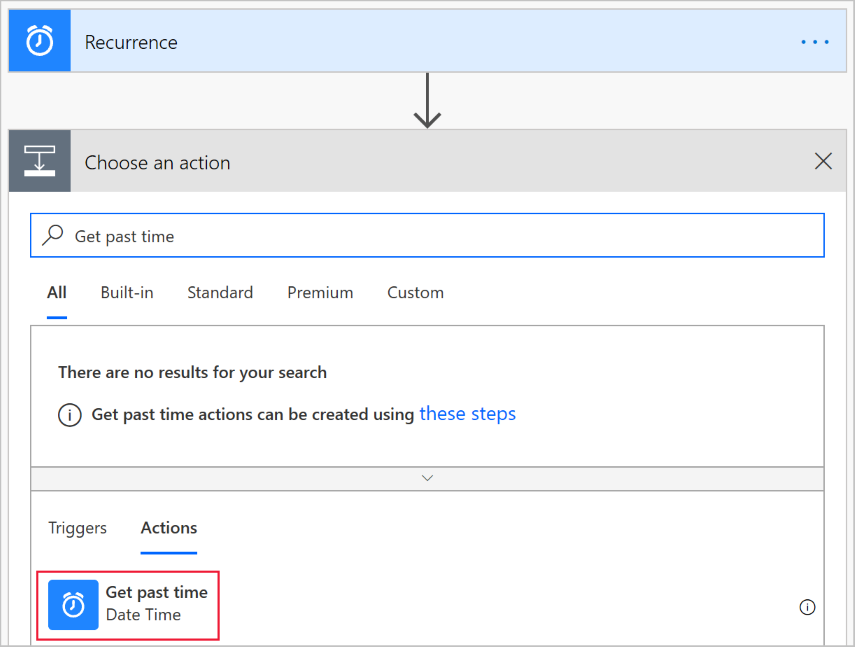 Recurrence
Choose an action
Get past time
All Built-in Standard Premium Custom
There are no results for your search
Get past time actions can be created using these steps
Triggers Actions
Get past time
Date Time